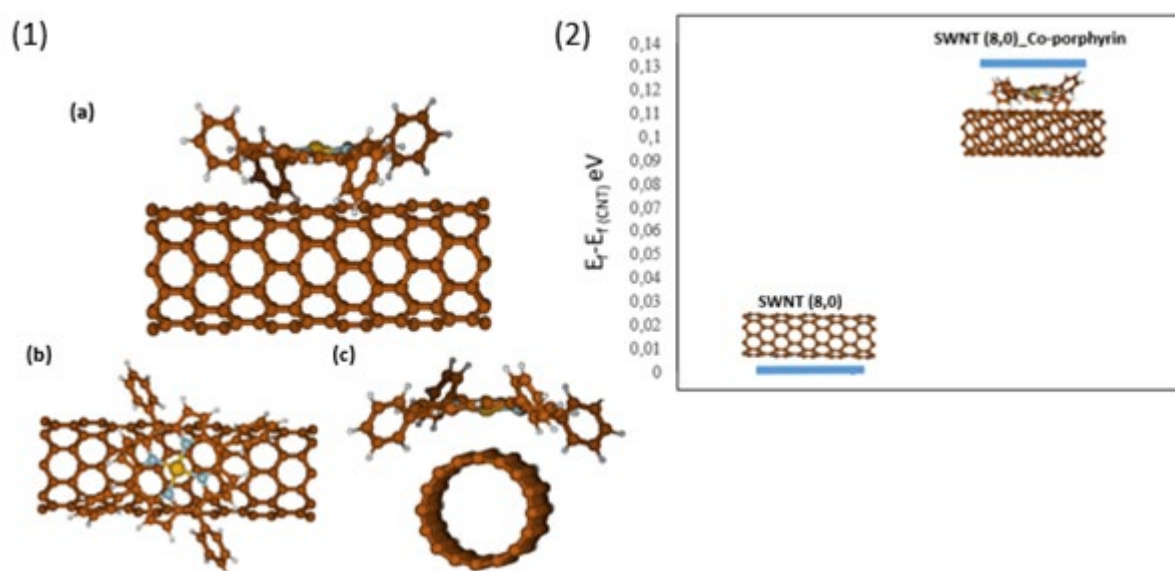 (1)
(a)
(b)
(c)
(2)
E_f-E_f (CNT) eV
0,14
0,13
0,12
0,11
0,1
0,09
0,08
0,07
0,06
0,05
0,04
0,03
0,02
0,01
0
SWNT (8,0)_Co-porphyrin
SWNT (8,0)